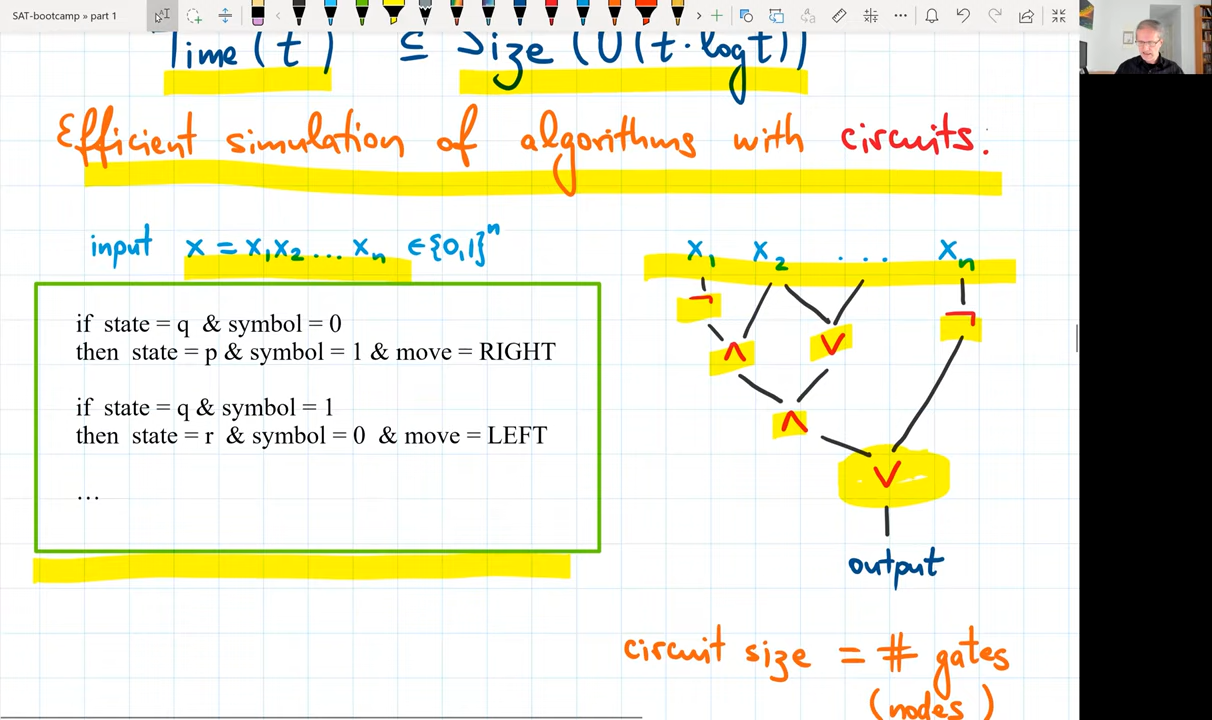 SAT-bootcamp » part 1
Time (t) ⊆ Size (O(t·logt))
Efficient simulation of algorithms with circuits:
input x = x₁x₂... xₙ ∈{0,1}ⁿ
if state = q & symbol = 0
then state = p & symbol = 1 & move = RIGHT
if state = q & symbol = 1
then state = r & symbol = 0 & move = LEFT
...
x₁ x₂ ... xₙ
¬ ¬
∧ ∨
∧
∨
output
circuit size = # gates
(nodes)